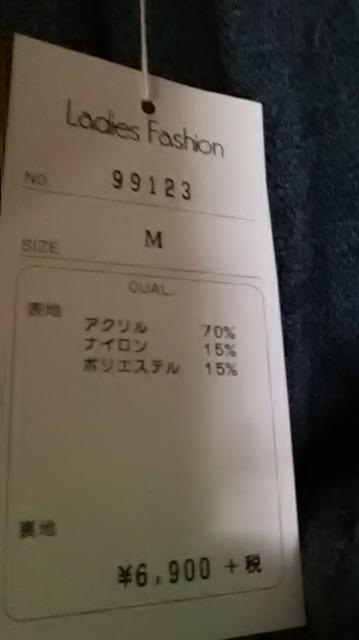 Ladies Fashion
NO. 99123
SIZE M
QUAL.
表地
アクリル 70%
ナイロン 15%
ポリエステル 15%
裏地
¥6,900 +税